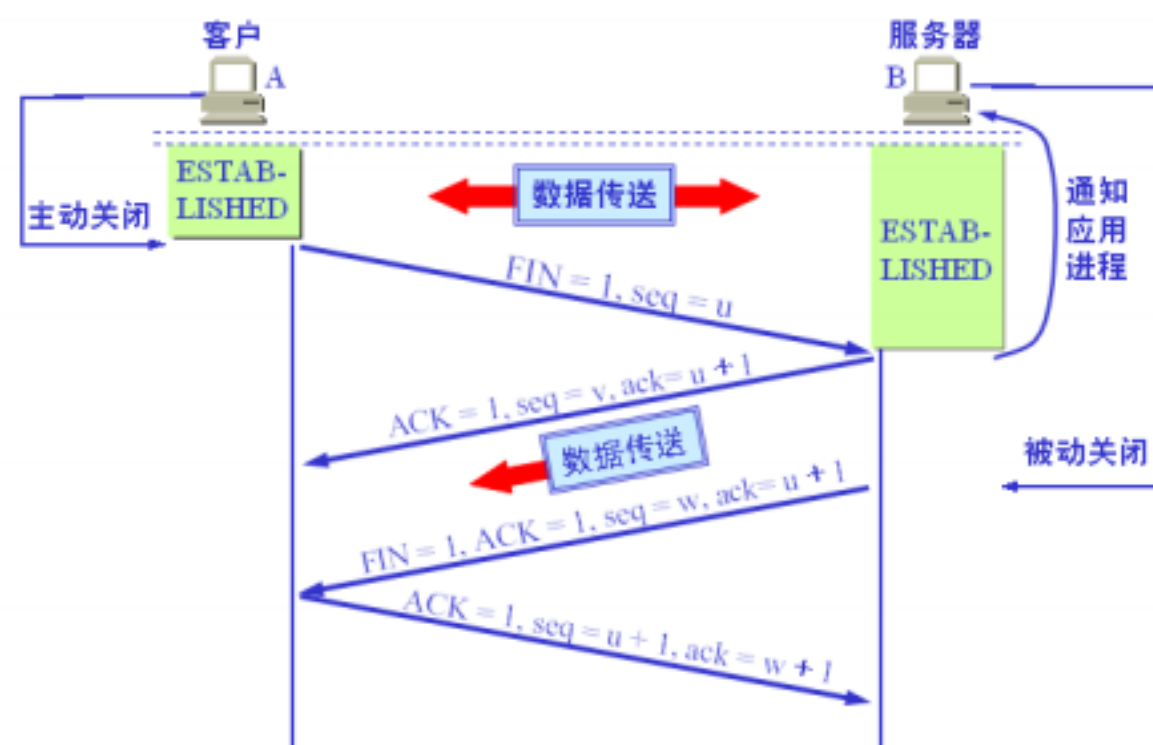 客户
服务器
A
B
ESTAB-
LISHED
主动关闭
数据传送
ESTAB-
LISHED
通知
应用
进程
FIN = 1, seq = u
ACK = 1, seq = v, ack= u + 1
数据传送
被动关闭
FIN = 1, ACK = 1, seq = w, ack= u + 1
ACK = 1, seq = u + 1, ack = w + 1